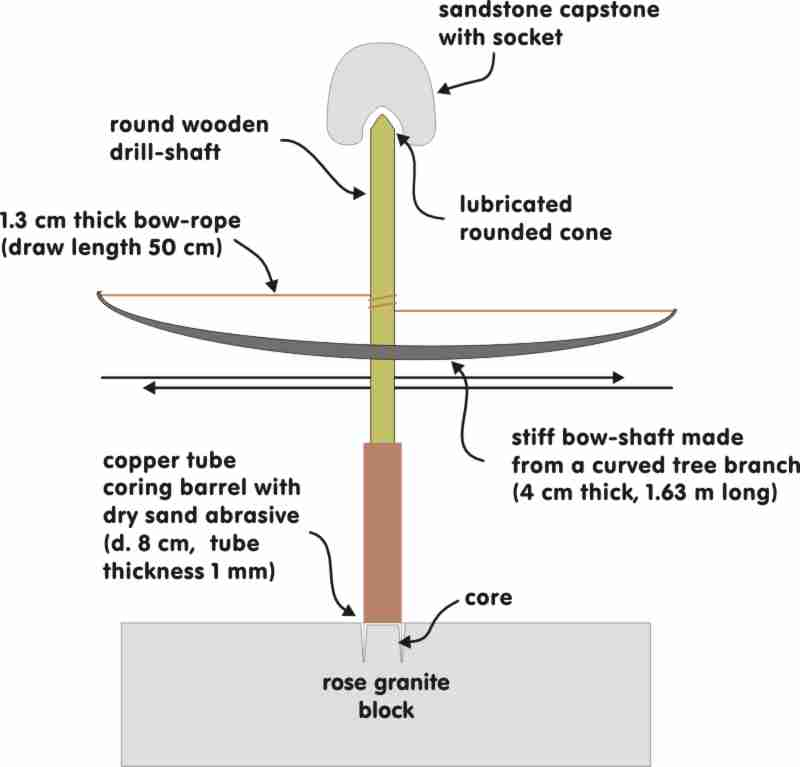 sandstone capstone
with socket
round wooden
drill-shaft
lubricated
rounded cone
1.3 cm thick bow-rope
(draw length 50 cm)
stiff bow-shaft made
from a curved tree branch
(4 cm thick, 1.63 m long)
copper tube
coring barrel with
dry sand abrasive
(d. 8 cm, tube
thickness 1 mm)
core
rose granite
block